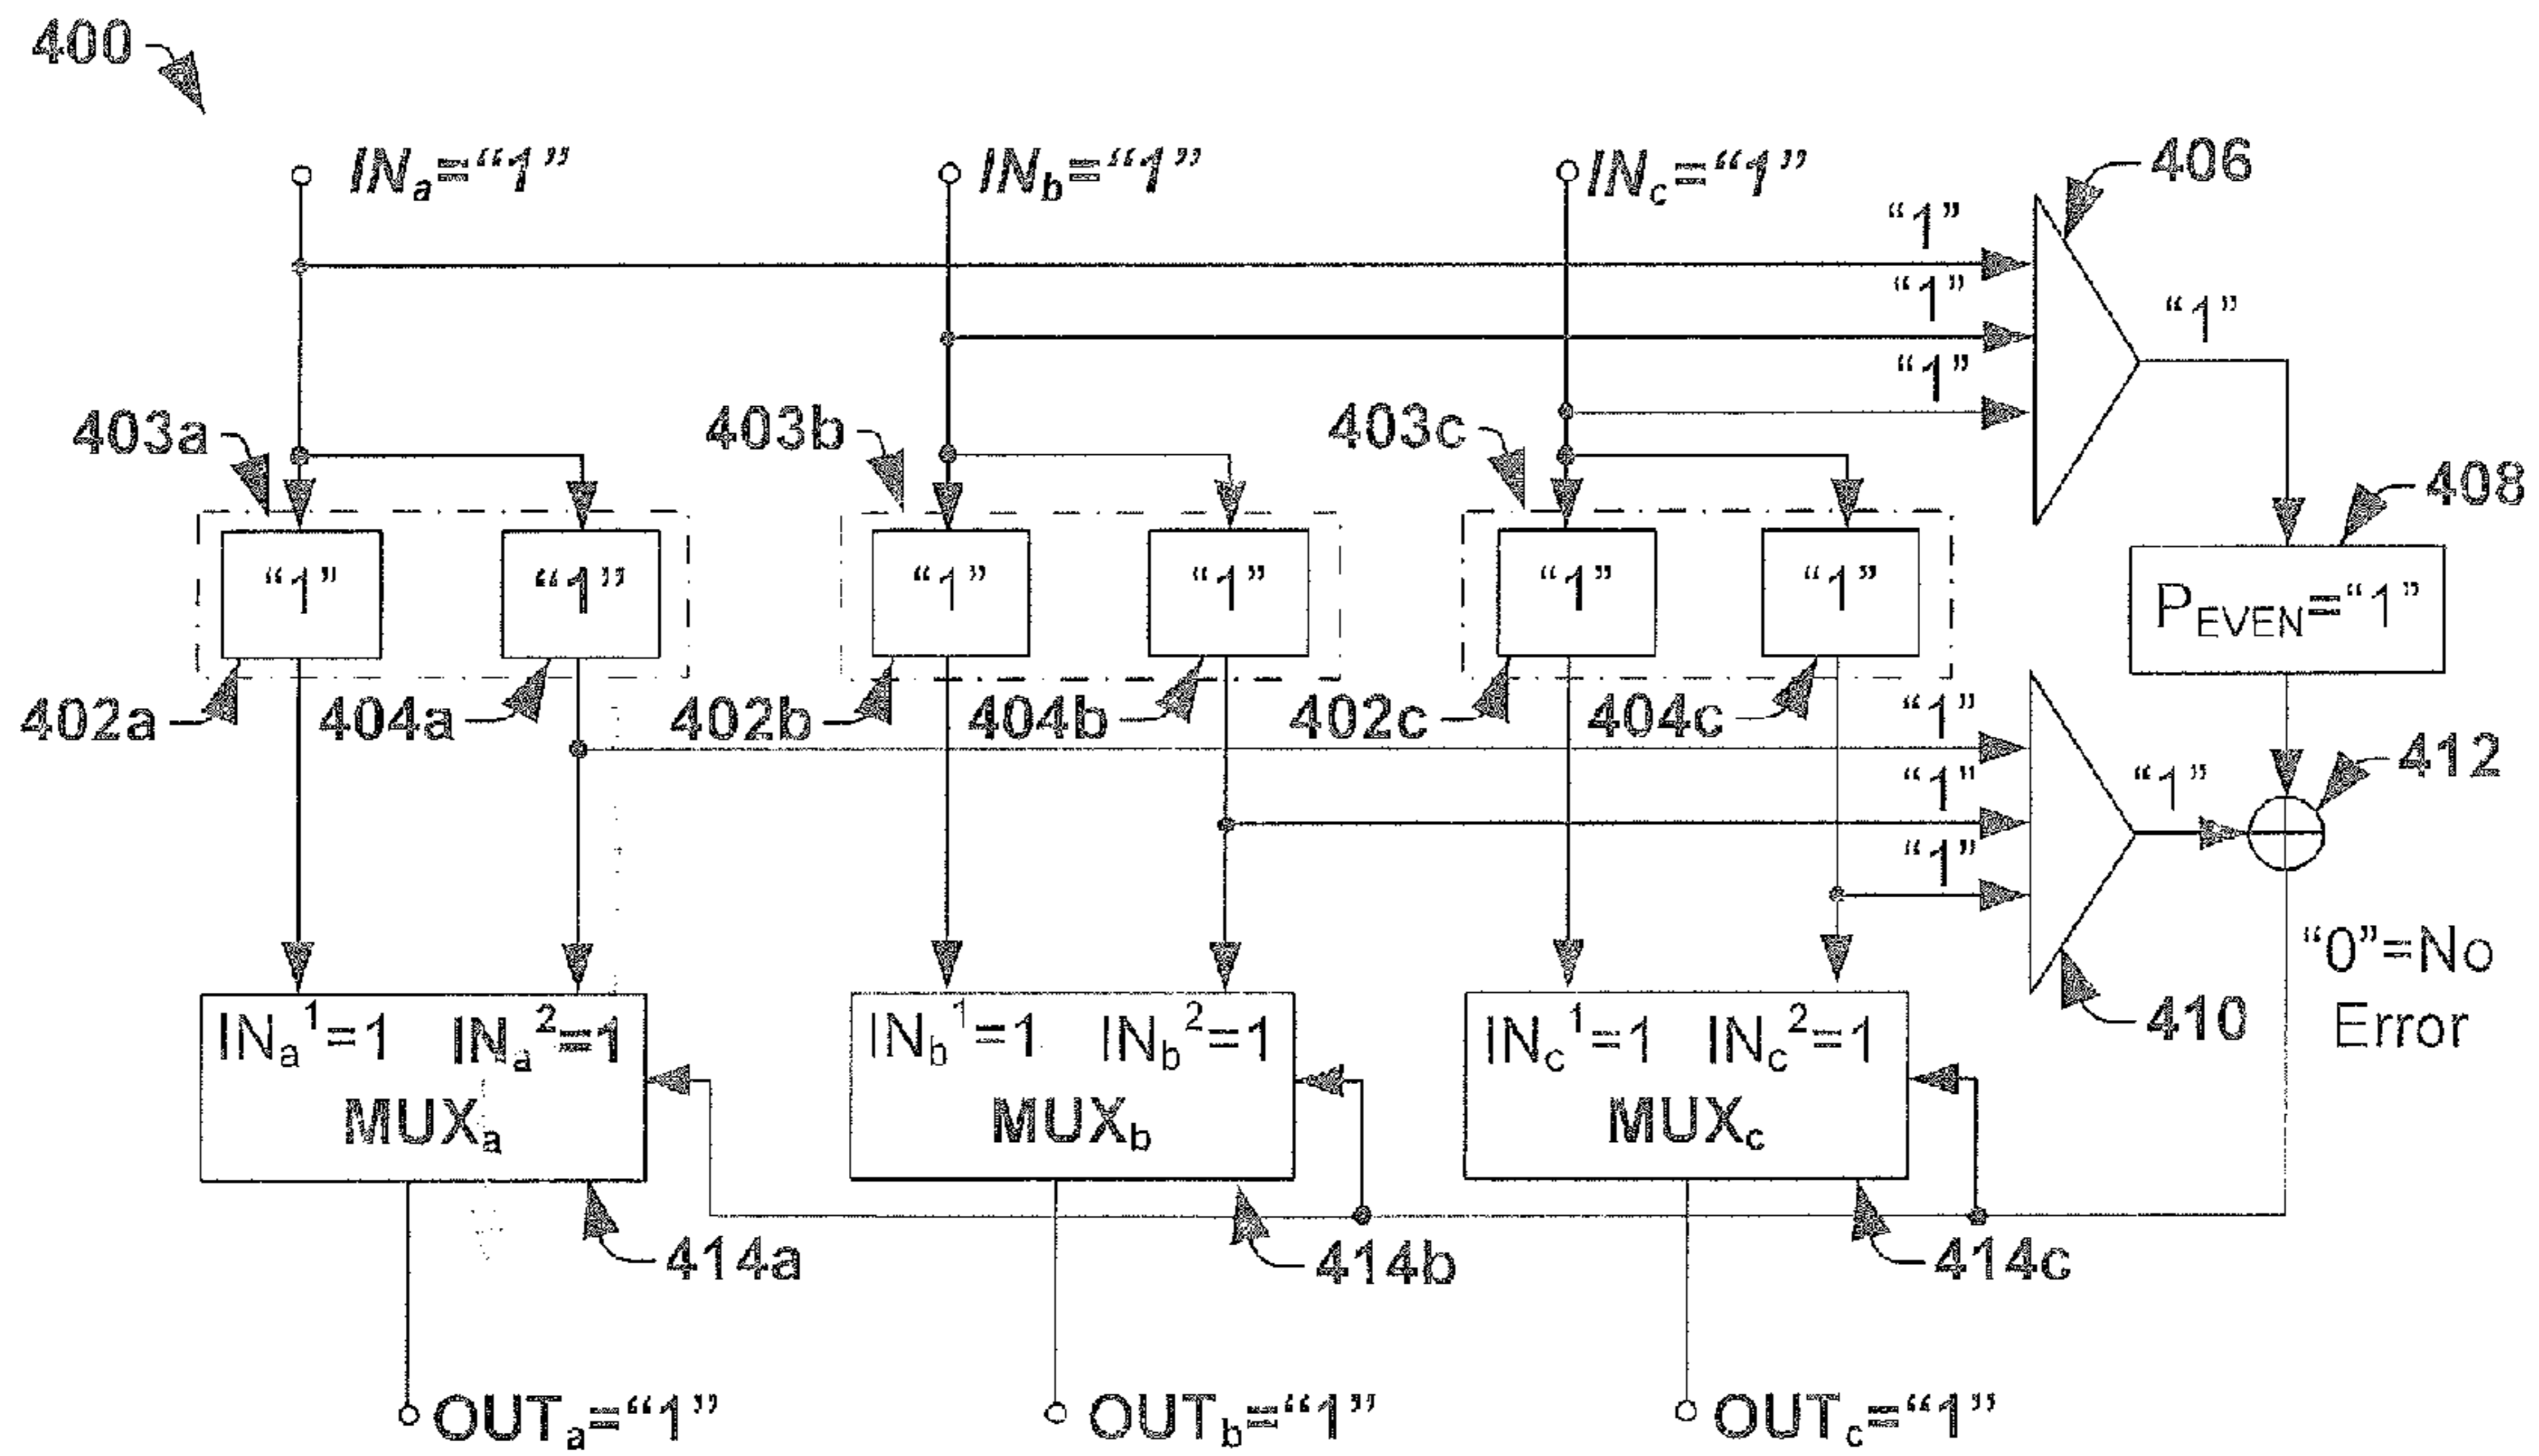 400
INa=“1” INb=“1” INc=“1” 406
“1”
“1”
“1”
“1”
403a 403b 403c
408
“1” “1” “1” “1” “1” “1” PEVEN=“1”
402a 404a 402b 404b 402c 404c
“1”
“1”
“1”
“1”
412
“0”=No
Error
410
INa1=1 INa2=1 INb1=1 INb2=1 INc1=1 INc2=1
MUXa MUXb MUXc
414a 414b 414c
OUTa=“1” OUTb=“1” OUTc=“1”